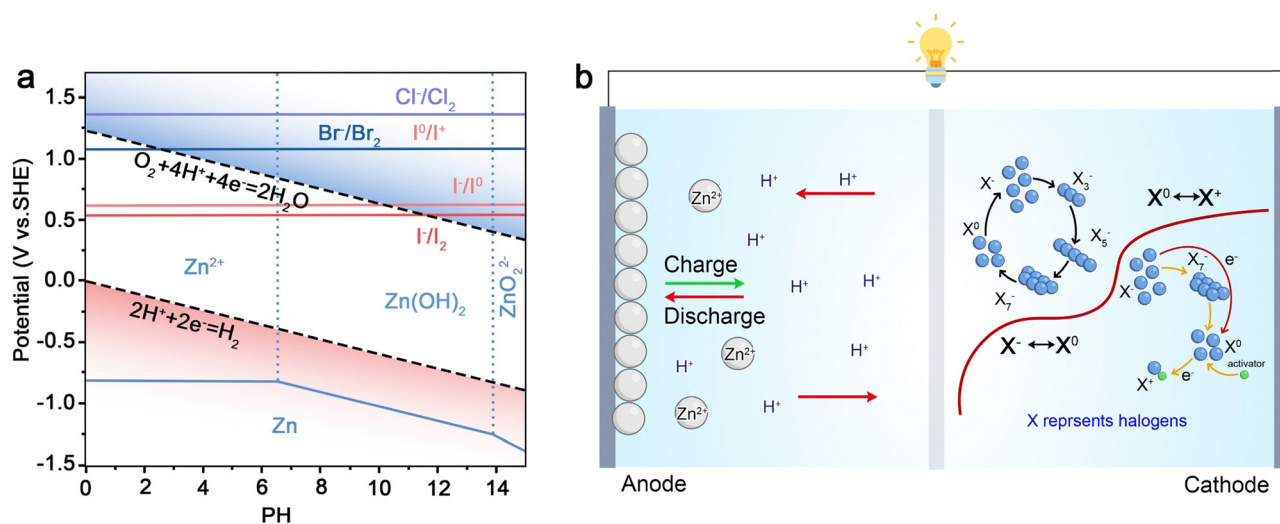 a
Potential (V vs.SHE)
1.5
1.0
0.5
0.0
-0.5
-1.0
-1.5
Cl⁻/Cl₂
Br⁻/Br₂
I⁰/I⁺
O₂+4H⁺+4e⁻=2H₂O
I⁻/I⁰
I⁻/I₂
Zn²⁺
Zn(OH)₂
ZnO₂²⁻
2H⁺+2e⁻=H₂
Zn
0 2 4 6 8 10 12 14
PH
b
Zn²⁺
H⁺
H⁺
H⁺
Charge
Discharge
H⁺
H⁺
Zn²⁺
H⁺
H⁺
Zn²⁺
H⁺
Anode
X⁻
X₃⁻
X⁰
X₅⁻
X₇⁻
X⁰↔X⁺
X⁻
X₇⁻
e⁻
X⁰
activator
e⁻
X⁺
X⁻↔X⁰
X reprsents halogens
Cathode